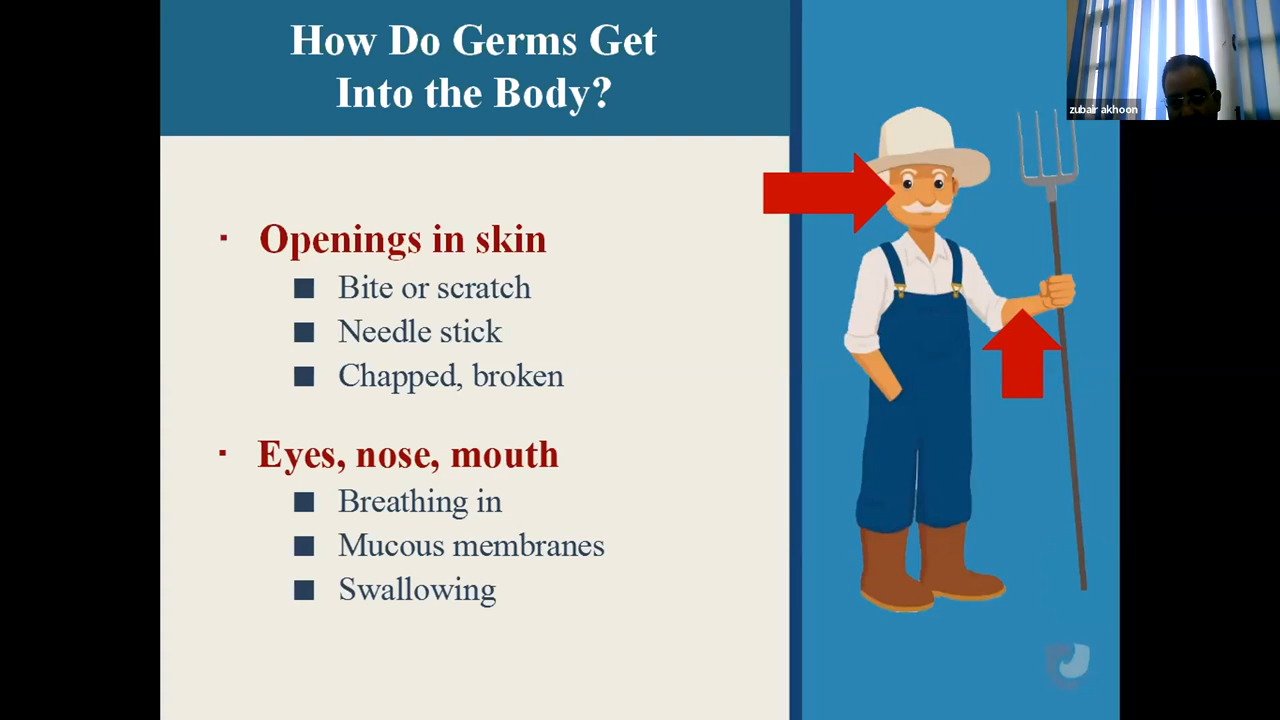 How Do Germs Get
Into the Body?
zubair akhoon
Openings in skin
Bite or scratch
Needle stick
Chapped, broken
Eyes, nose, mouth
Breathing in
Mucous membranes
Swallowing